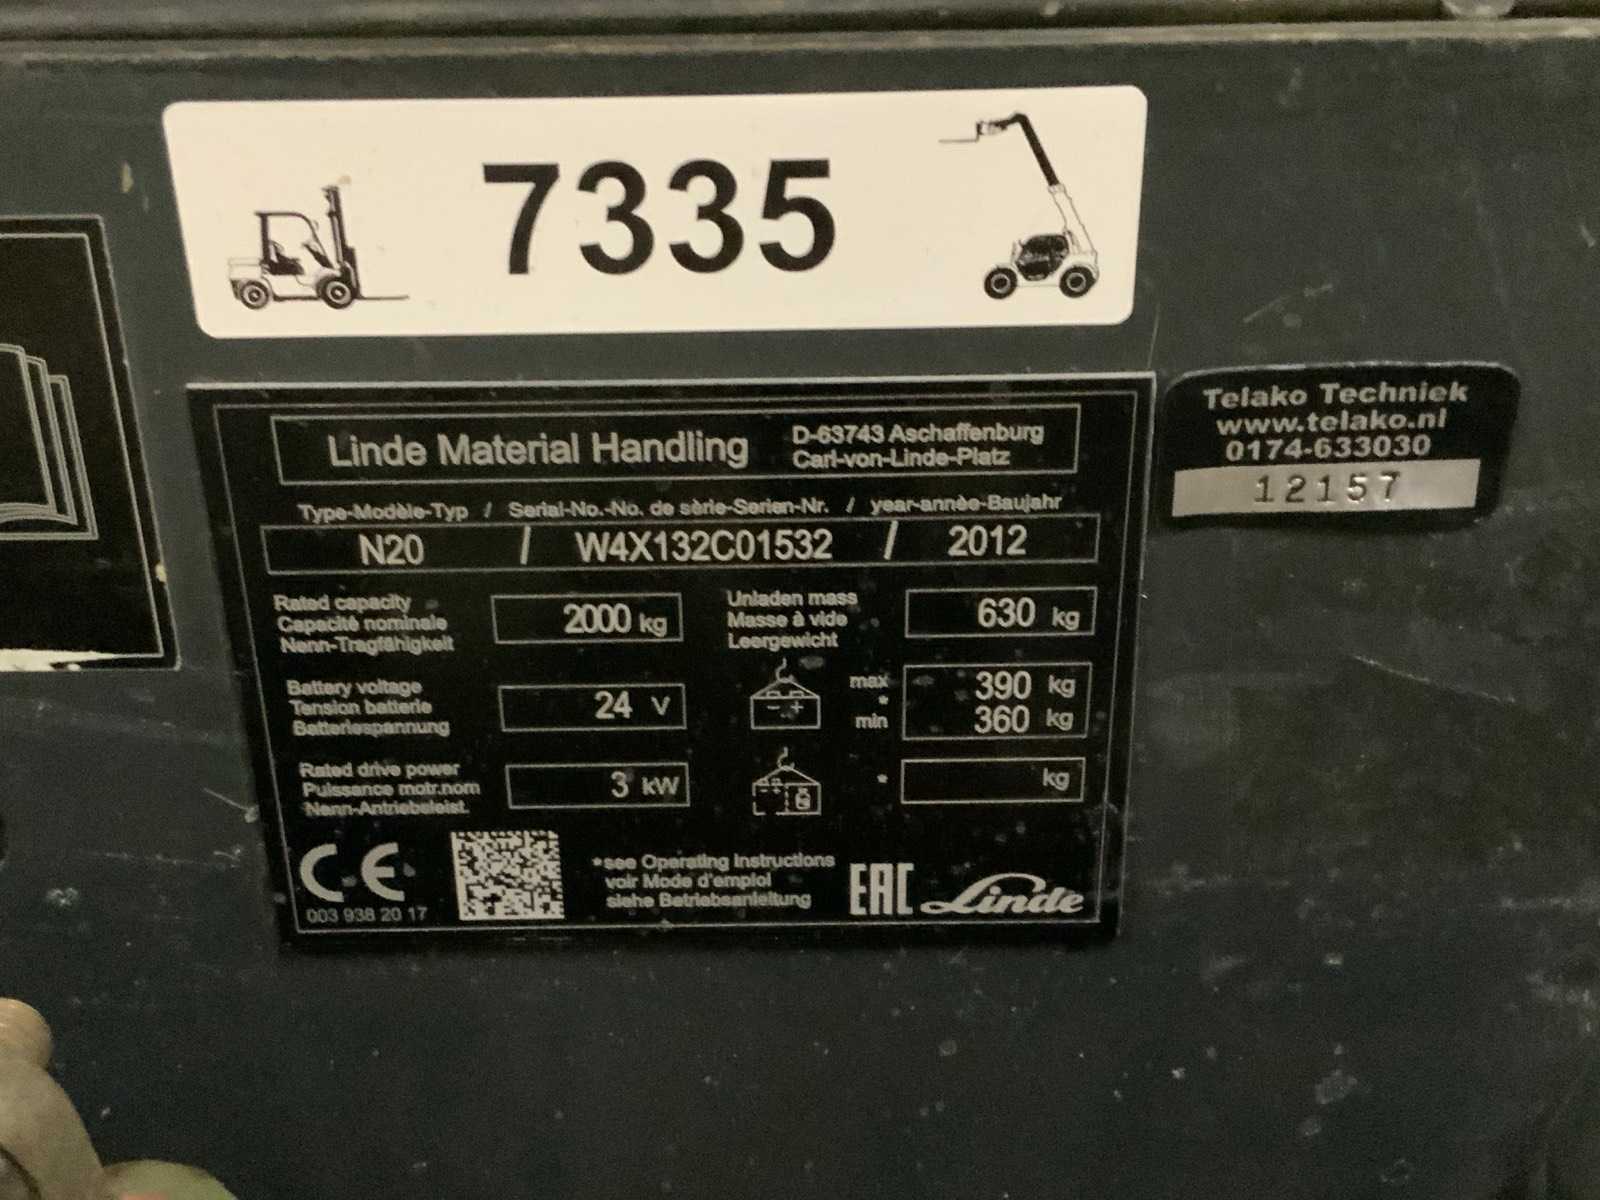 7335
Linde Material Handling
D-63743 Aschaffenburg
Carl-von-Linde-Platz
Type-Modèle-Typ / Serial-No.-No. de série-Serien-Nr. / year-année-Baujahr
N20 / W4X132C01532 / 2012
Rated capacity
Capacité nominale
Nenn-Tragfähigkeit
2000 kg
Unladen mass
Masse à vide
Leergewicht
630 kg
Battery voltage
Tension batterie
Batteriespannung
24 V
max 390 kg
*
min 360 kg
Rated drive power
Puissance motr.nom
Nenn-Antriebsleist.
3 kW
* kg
CE
003 938 20 17
*see Operating Instructions
voir Mode d'emploi
siehe Betriebsanleitung
EAC
Linde
Telako Techniek
www.telako.nl
0174-633030
12157